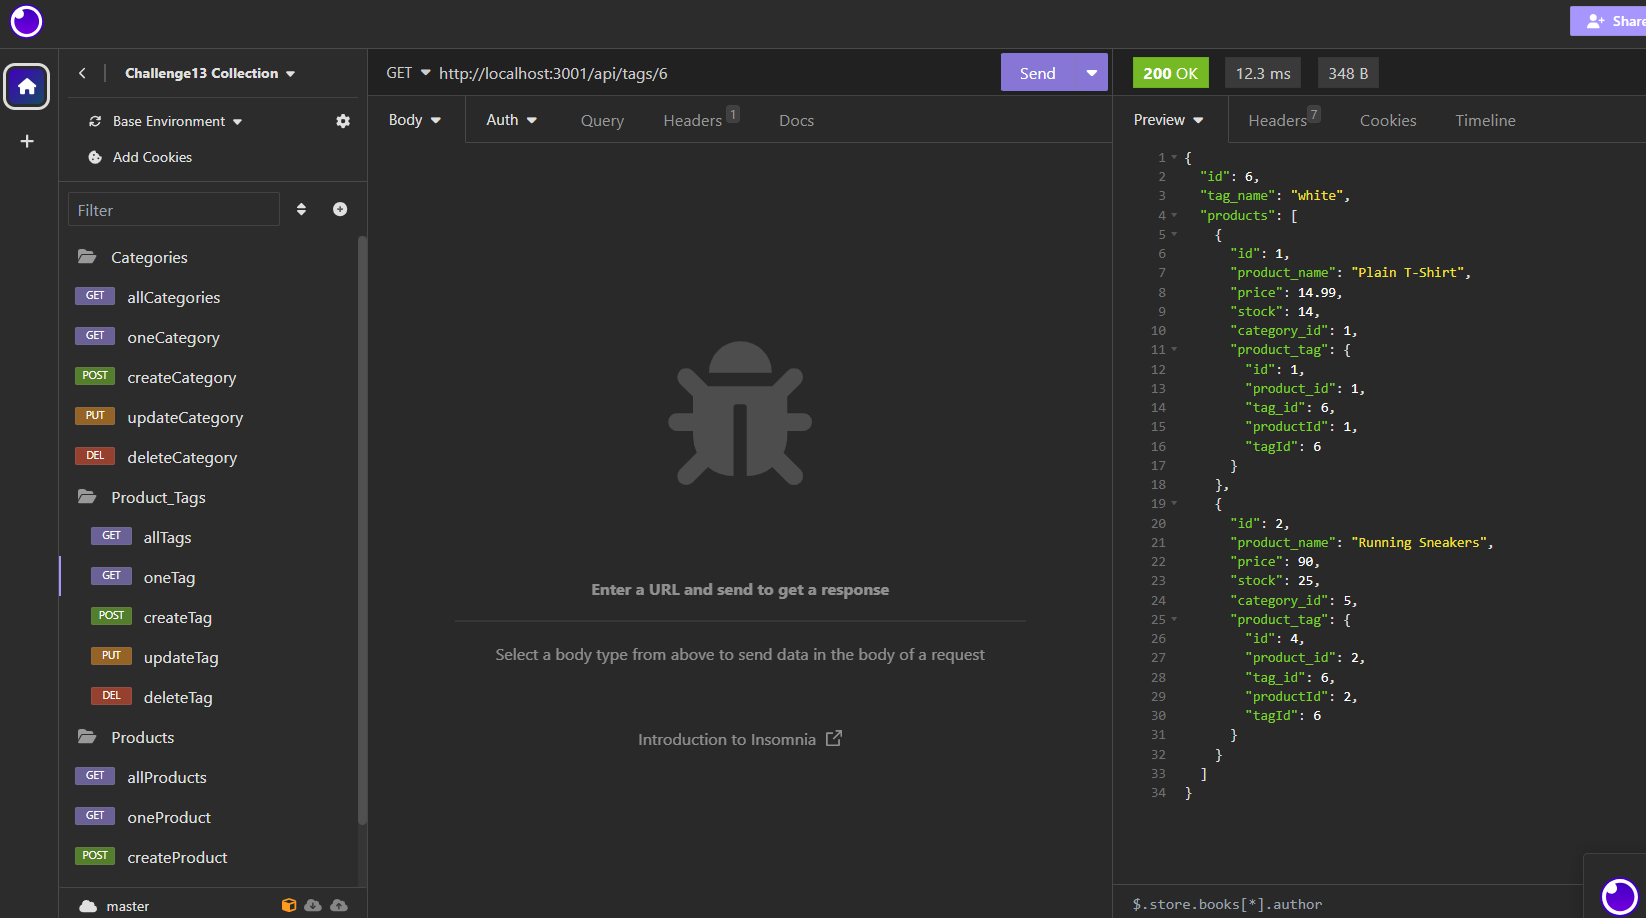 Share
Challenge13 Collection
Base Environment
Add Cookies
Filter
Categories
GET allCategories
GET oneCategory
POST createCategory
PUT updateCategory
DEL deleteCategory
Product_Tags
GET allTags
GET oneTag
POST createTag
PUT updateTag
DEL deleteTag
Products
GET allProducts
GET oneProduct
POST createProduct
master
GET http://localhost:3001/api/tags/6
Send
Body Auth Query Headers 1 Docs
Enter a URL and send to get a response
Select a body type from above to send data in the body of a request
Introduction to Insomnia
200 OK 12.3 ms 348 B
Preview Headers 7 Cookies Timeline
1 {
2 "id": 6,
3 "tag_name": "white",
4 "products": [
5 {
6 "id": 1,
7 "product_name": "Plain T-Shirt",
8 "price": 14.99,
9 "stock": 14,
10 "category_id": 1,
11 "product_tag": {
12 "id": 1,
13 "product_id": 1,
14 "tag_id": 6,
15 "productId": 1,
16 "tagId": 6
17 }
18 },
19 {
20 "id": 2,
21 "product_name": "Running Sneakers",
22 "price": 90,
23 "stock": 25,
24 "category_id": 5,
25 "product_tag": {
26 "id": 4,
27 "product_id": 2,
28 "tag_id": 6,
29 "productId": 2,
30 "tagId": 6
31 }
32 }
33 ]
34 }
$.store.books[*].author